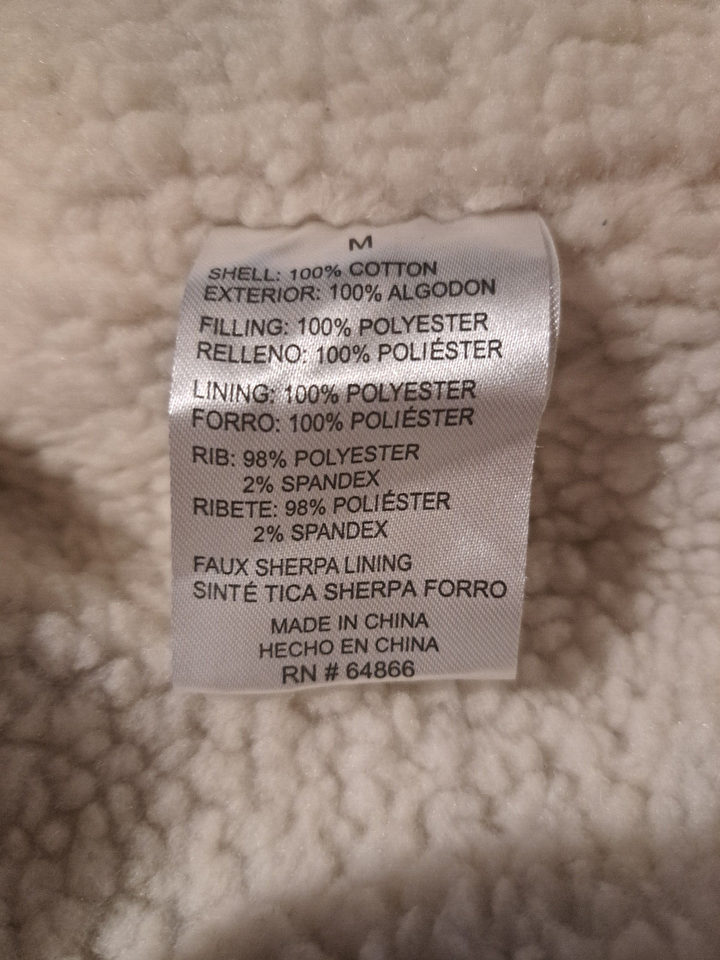 M
SHELL: 100% COTTON
EXTERIOR: 100% ALGODON
FILLING: 100% POLYESTER
RELLENO: 100% POLIÉSTER
LINING: 100% POLYESTER
FORRO: 100% POLIÉSTER
RIB: 98% POLYESTER
2% SPANDEX
RIBETE: 98% POLIÉSTER
2% SPANDEX
FAUX SHERPA LINING
SINTÉ TICA SHERPA FORRO
MADE IN CHINA
HECHO EN CHINA
RN # 64866